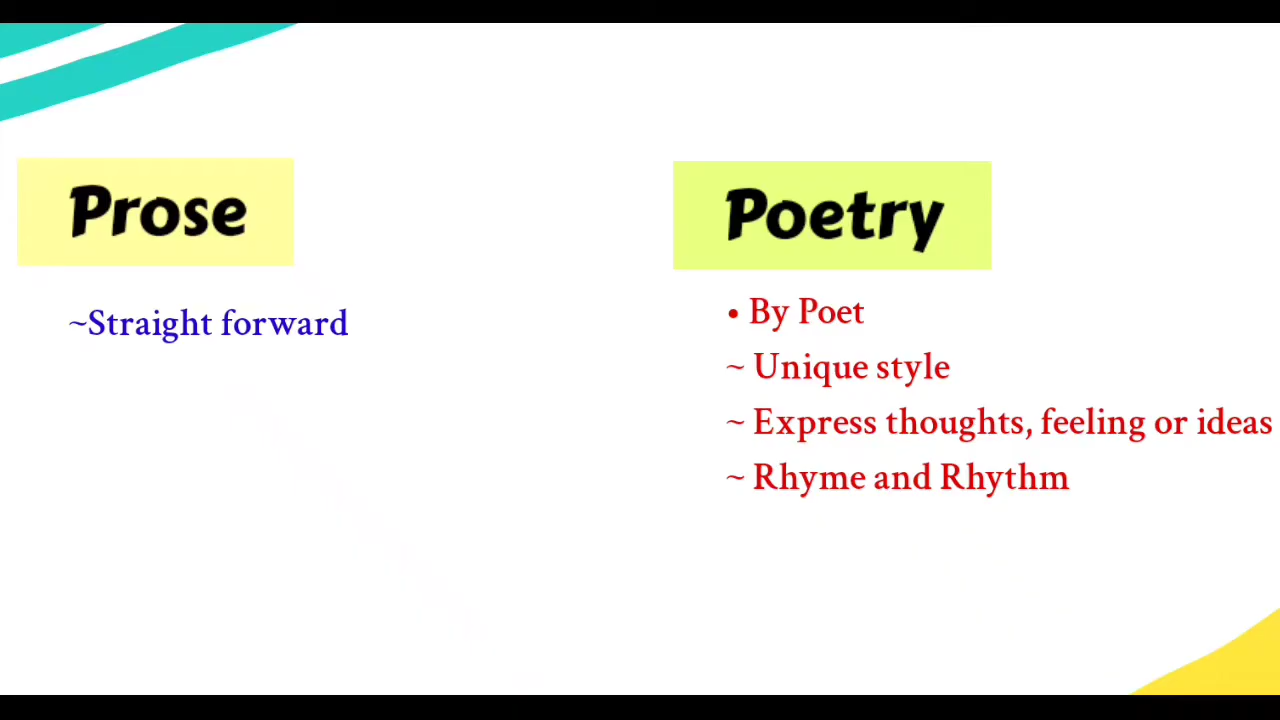 Prose
~Straight forward
Poetry
• By Poet
~ Unique style
~ Express thoughts, feeling or ideas
~ Rhyme and Rhythm